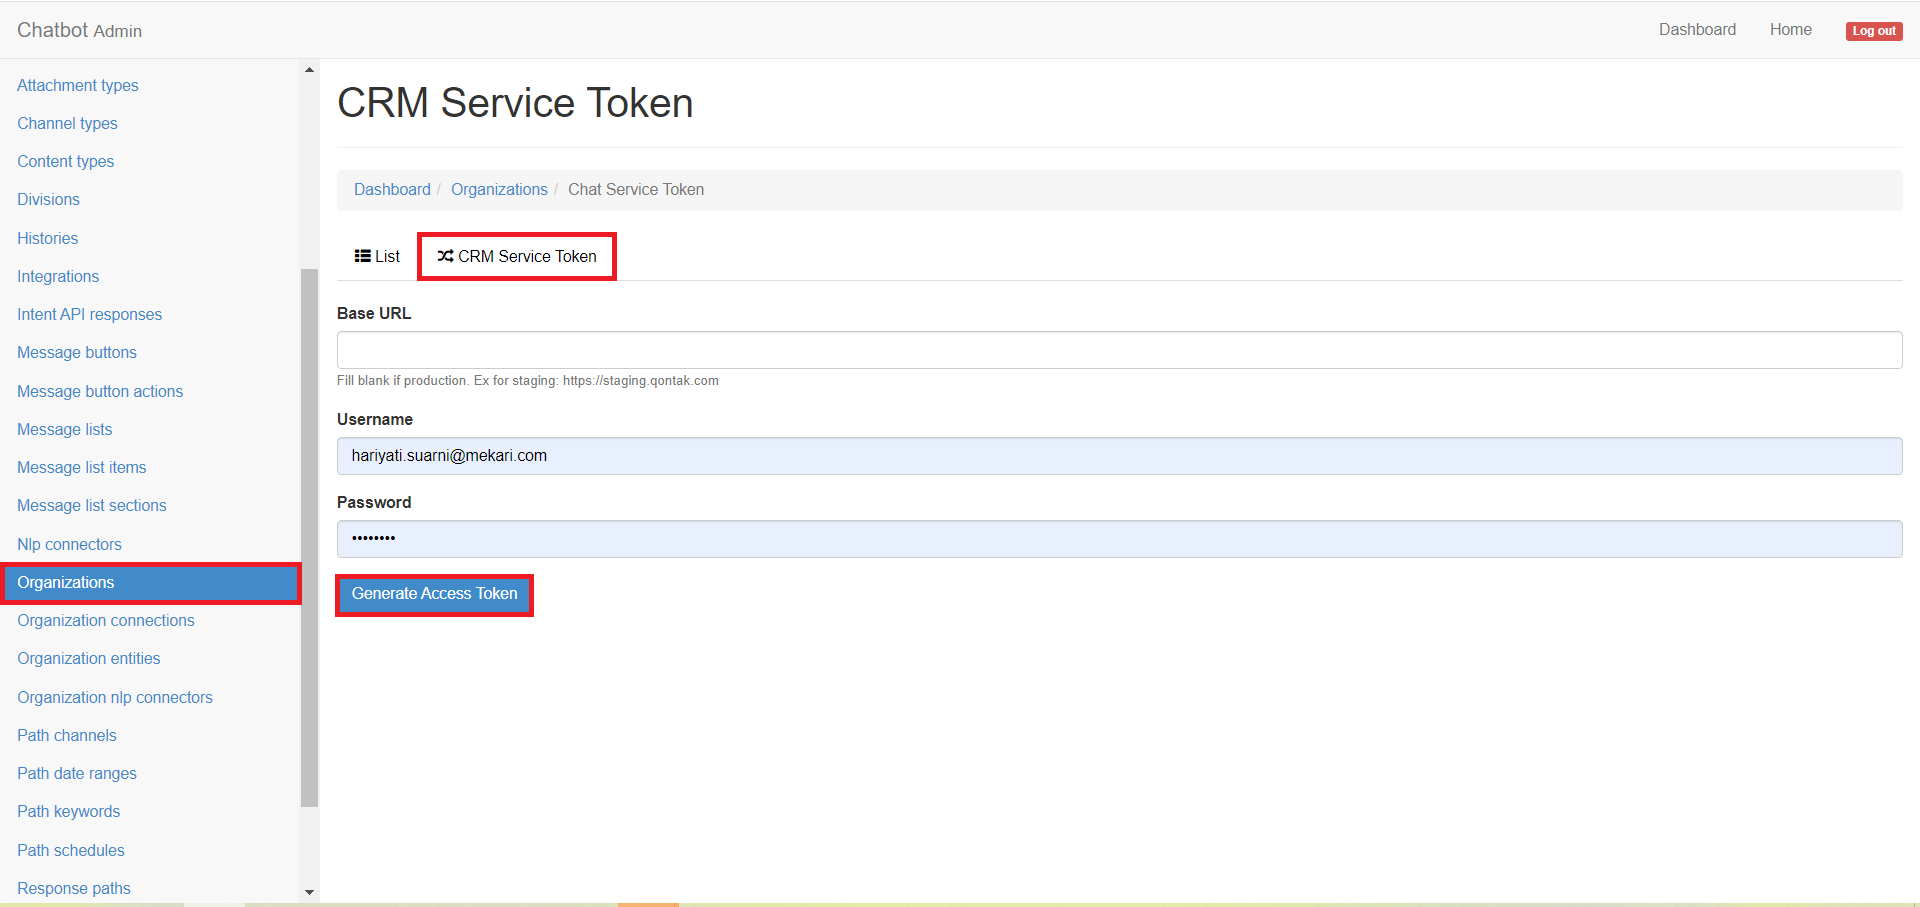 Chatbot Admin
Dashboard
Home
Log out
Attachment types
Channel types
Content types
Divisions
Histories
Integrations
Intent API responses
Message buttons
Message button actions
Message lists
Message list items
Message list sections
Nlp connectors
Organizations
Organization connections
Organization entities
Organization nlp connectors
Path channels
Path date ranges
Path keywords
Path schedules
Response paths
CRM Service Token
Dashboard / Organizations / Chat Service Token
List
CRM Service Token
Base URL
Fill blank if production. Ex for staging: https://staging.qontak.com
Username
hariyati.suarni@mekari.com
Password
••••••••
Generate Access Token